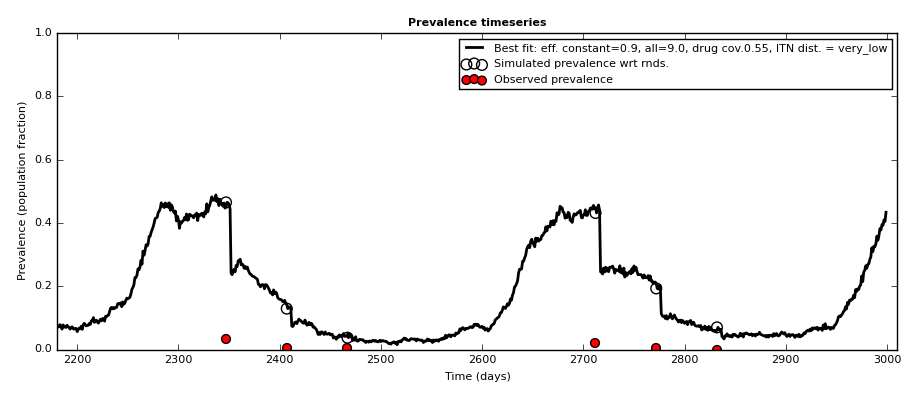 Prevalence timeseries
Best fit: eff. constant=0.9, all=9.0, drug cov.0.55, ITN dist. = very_low
Simulated prevalence wrt rnds.
Observed prevalence
Prevalence (population fraction)
1.0
0.8
0.6
0.4
0.2
0.0
2200 2300 2400 2500 2600 2700 2800 2900 3000
Time (days)